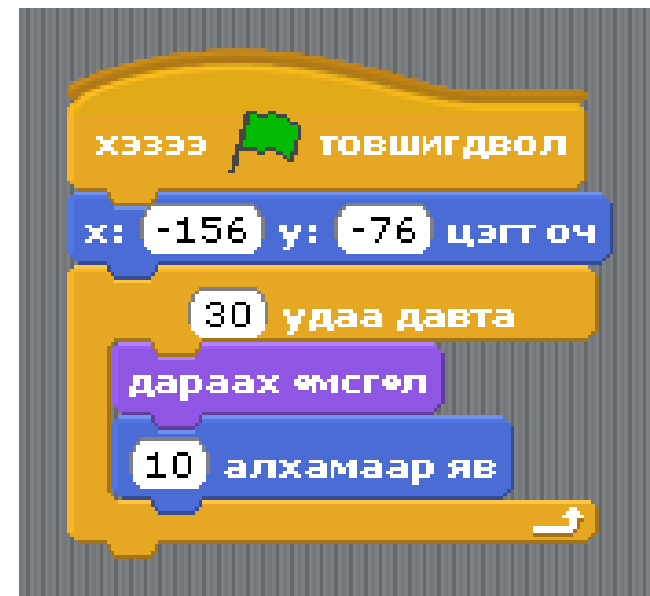 хэзээ товшигдвол
x: -156 y: -76 цэгт оч
30 удаа давта
дараах өмсгөл
10 алхамаар яв